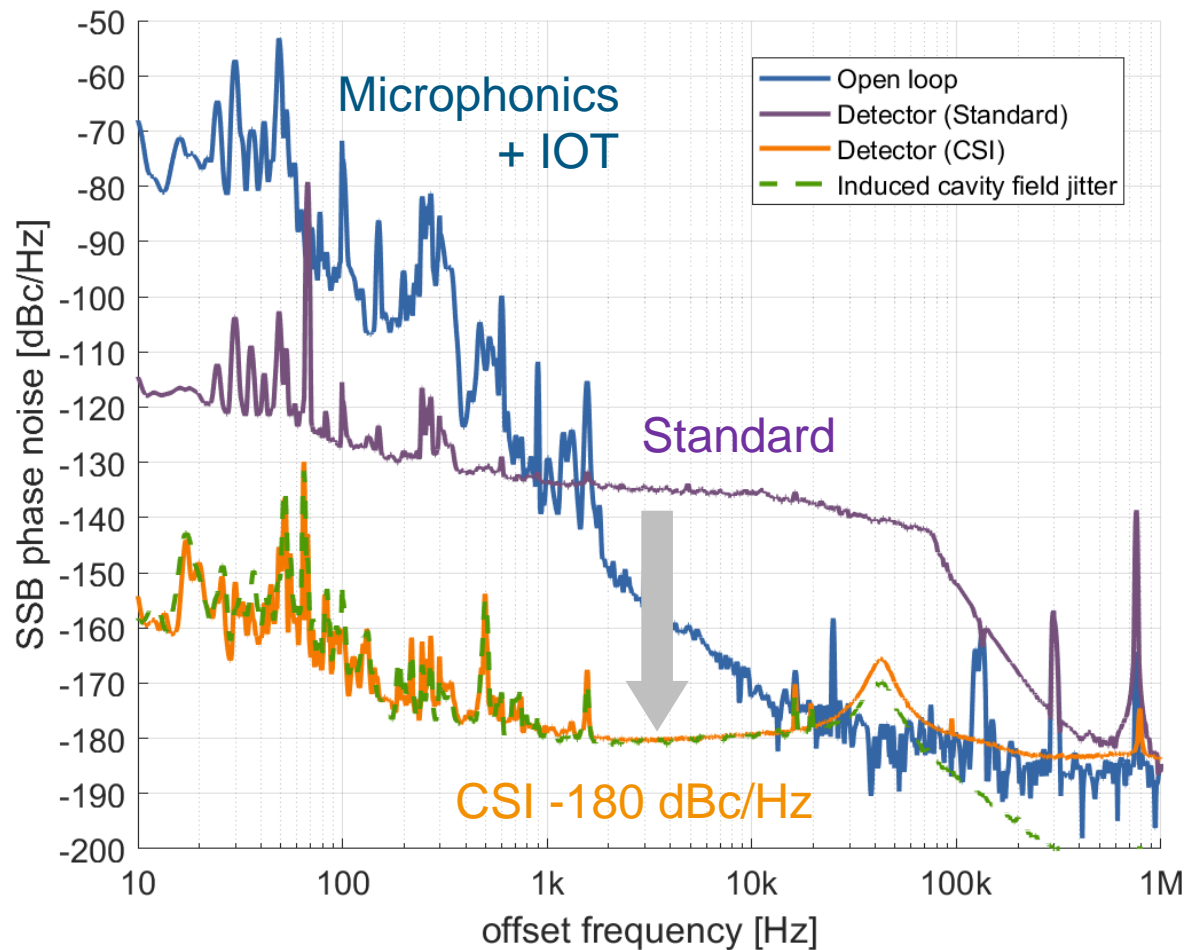 -50
-60
-70
-80
-90
-100
-110
-120
-130
-140
-150
-160
-170
-180
-190
-200
SSB phase noise [dBc/Hz]
Microphonics
+ IOT
Open loop
Detector (Standard)
Detector (CSI)
Induced cavity field jitter
Standard
CSI -180 dBc/Hz
10 100 1k 10k 100k 1M
offset frequency [Hz]